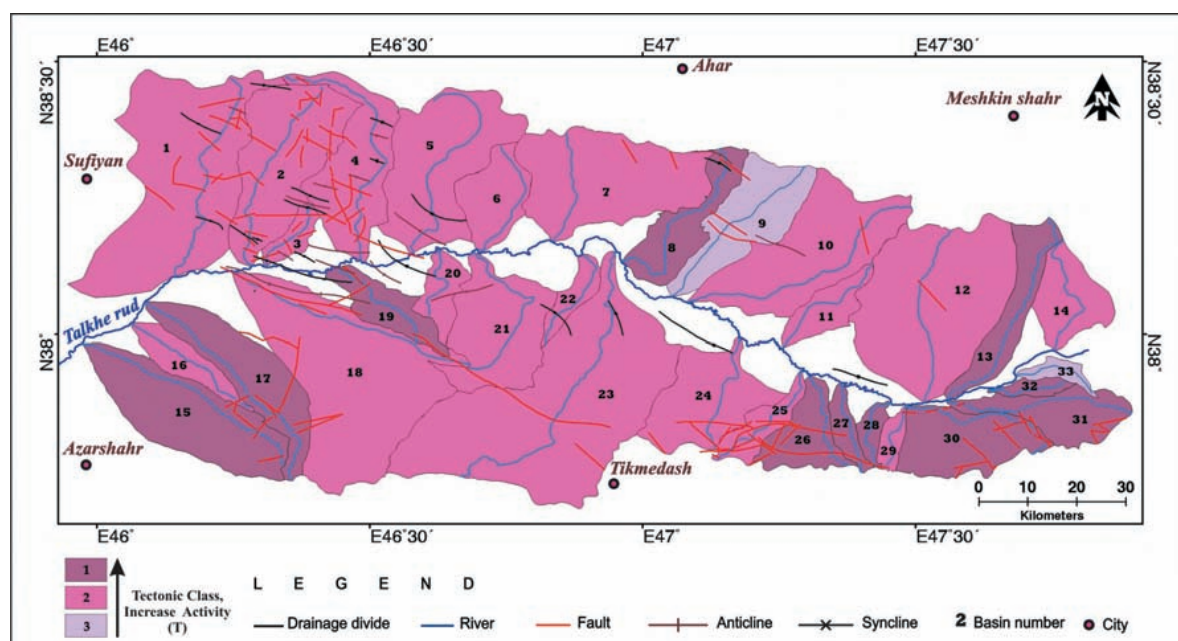 E46° E46°30' E47° E47°30'
N38°30' N38°30'
Ahar
Meshkin shahr
N
Sufiyan
1 2 3 4 5 6 7 8 9 10 11 12 13 14
Talkhe rud
N38° N38°
15 16 17 18 19 20 21 22 23 24 25 26 27 28 29 30 31 32 33
Azarshahr
Tikmedash
0 10 20 30
Kilometers
E46° E46°30' E47° E47°30'
1
2
3
Tectonic Class,
Increase Activity
(T)
L E G E N D
Drainage divide River Fault Anticline Syncline 2 Basin number City